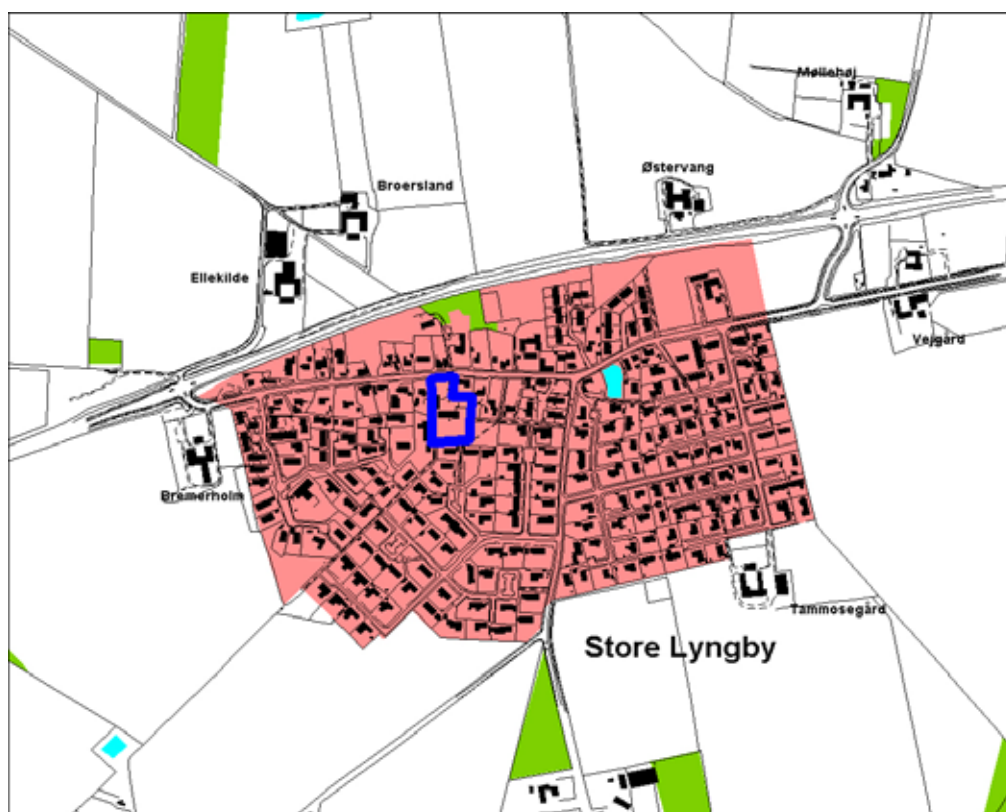 Møllehøj
Østervang
Broersland
Ellekilde
Vejgård
Bremerholm
Tammosegård
Store Lyngby